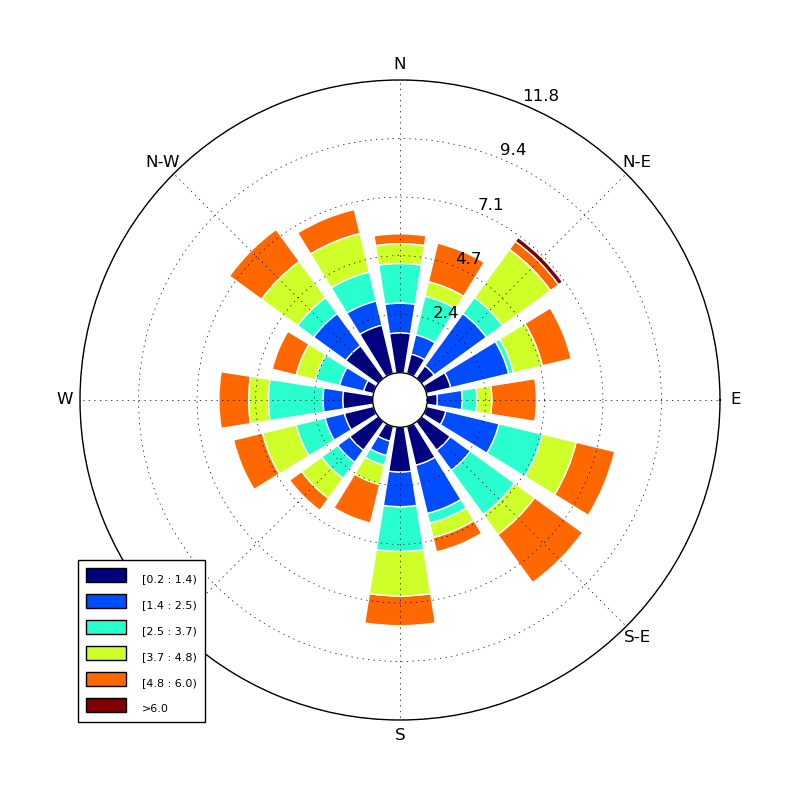 N
11.8
9.4
N-W
N-E
7.1
4.7
2.4
W
E
S-E
S
[0.2 : 1.4)
[1.4 : 2.5)
[2.5 : 3.7)
[3.7 : 4.8)
[4.8 : 6.0)
>6.0